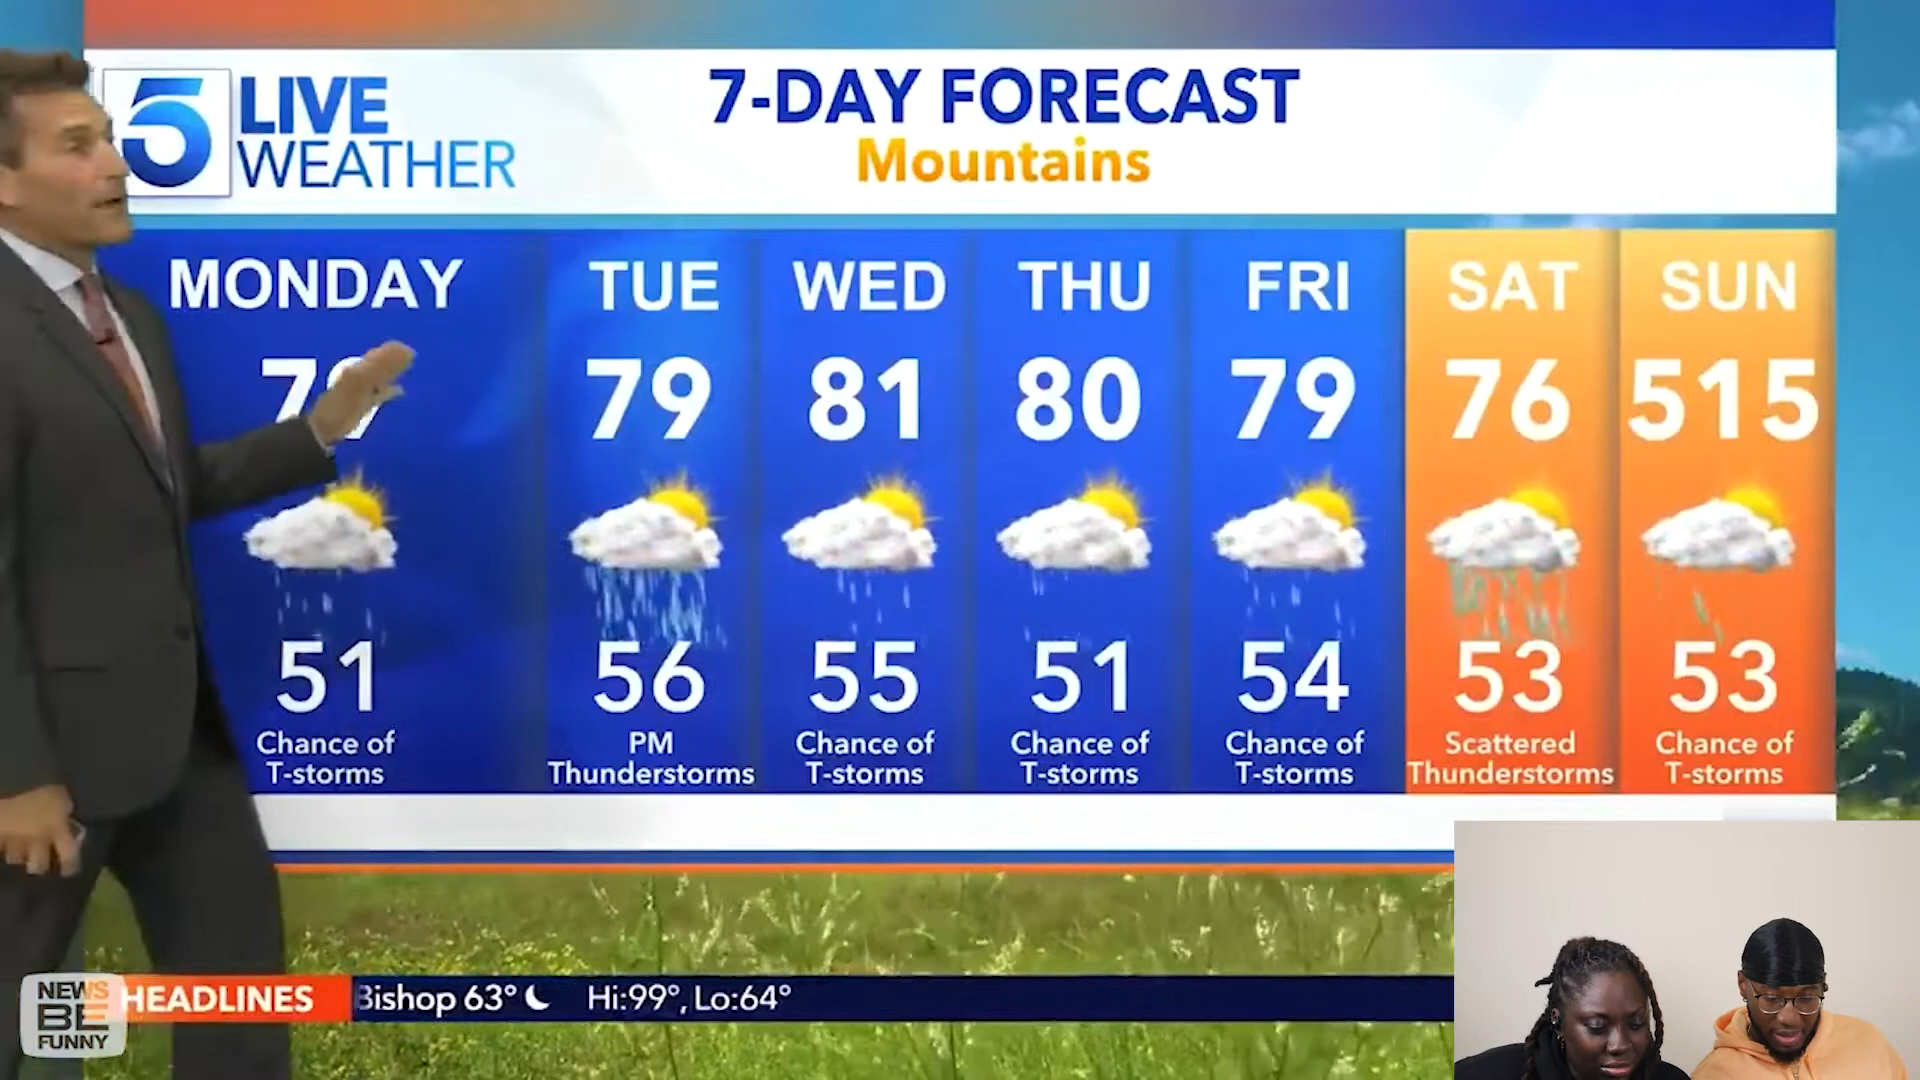 5 LIVE
WEATHER
7-DAY FORECAST
Mountains
MONDAY TUE WED THU FRI SAT SUN
79 79 81 80 79 76 515
51 56 55 51 54 53 53
Chance of PM Chance of Chance of Chance of Scattered Chance of
T-storms Thunderstorms T-storms T-storms T-storms Thunderstorms T-storms
NEWS
BE
FUNNY
HEADLINES Bishop 63° Hi:99°, Lo:64°